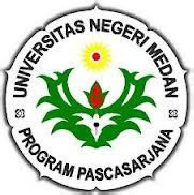 UNIVERSITAS NEGERI MEDAN
PROGRAM PASCASARJANA